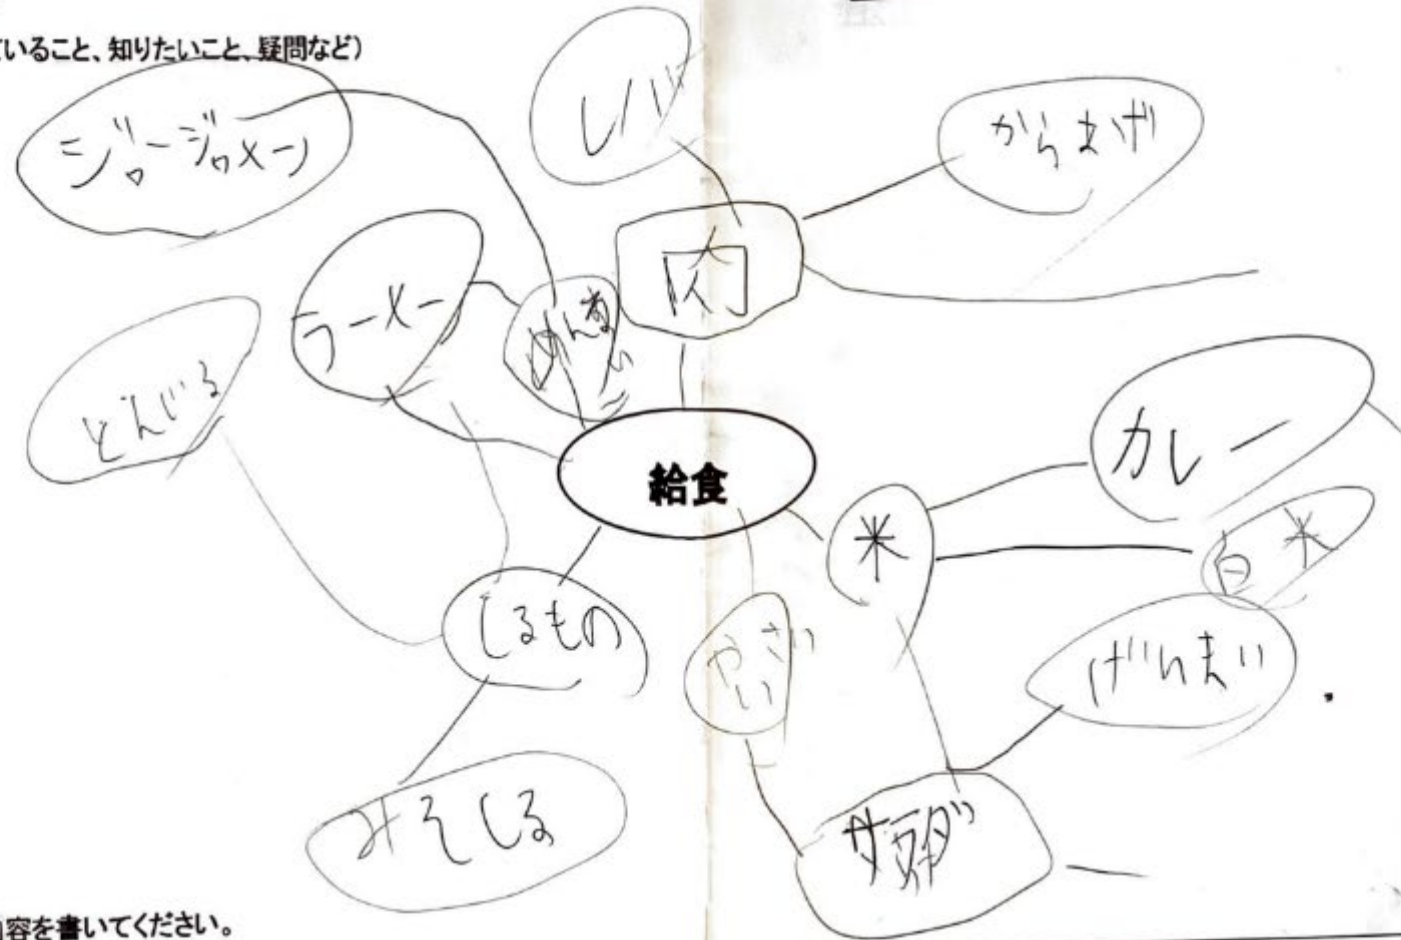 いること、知りたいこと、疑問など)
レバ
からあげ
ジャージャメーン
肉
ラーメー
めんるい
カレー
とんじる
給食
米
白米
しるもの
やさい
げんまい
みそしる
サラダ
容を書いてください。